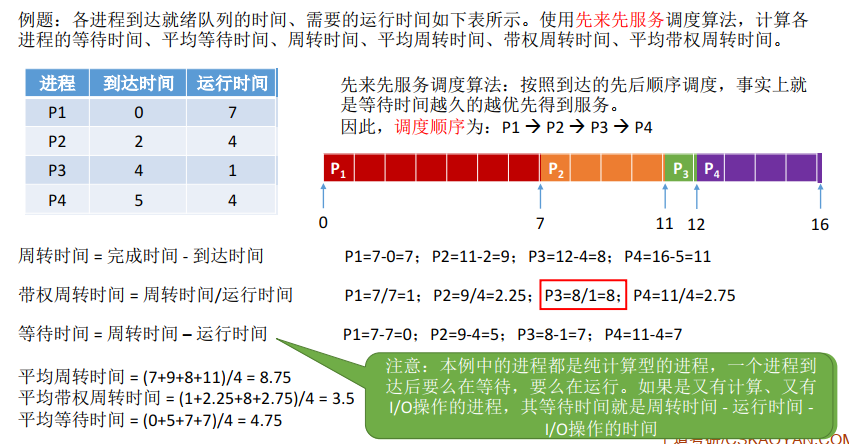 例题：各进程到达就绪队列的时间、需要的运行时间如下表所示。使用先来先服务调度算法，计算各
进程的等待时间、平均等待时间、周转时间、平均周转时间、带权周转时间、平均带权周转时间。
进程 到达时间 运行时间
P1 0 7
P2 2 4
P3 4 1
P4 5 4
先来先服务调度算法：按照到达的先后顺序调度，事实上就
是等待时间越久的越优先得到服务。
因此，调度顺序为：P1 → P2 → P3 → P4
P1 P2 P3 P4
0 7 11 12 16
周转时间 = 完成时间 - 到达时间 P1=7-0=7；P2=11-2=9；P3=12-4=8；P4=16-5=11
带权周转时间 = 周转时间/运行时间 P1=7/7=1；P2=9/4=2.25；P3=8/1=8；P4=11/4=2.75
等待时间 = 周转时间 – 运行时间 P1=7-7=0；P2=9-4=5；P3=8-1=7；P4=11-4=7
平均周转时间 = (7+9+8+11)/4 = 8.75
平均带权周转时间 = (1+2.25+8+2.75)/4 = 3.5
平均等待时间 = (0+5+7+7)/4 = 4.75
注意：本例中的进程都是纯计算型的进程，一个进程到
达后要么在等待，要么在运行。如果是又有计算、又有
I/O操作的进程，其等待时间就是周转时间 - 运行时间 -
I/O操作的时间